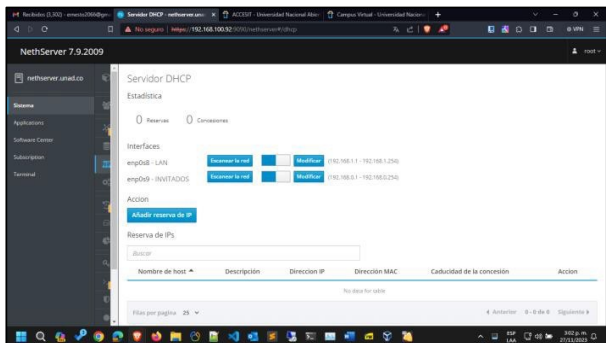 Recibidos (3,302) - ernesto2066@gm
Servidor DHCP - nethserver.una
ACCESIT - Universidad Nacional Abier
Campus Virtual - Universidad Nacion
No seguro https://192.168.100.92:9090/nethserver#/dhcp
VPN
NethServer 7.9.2009
root
nethserver.unad.co
Sistema
Applications
Software Center
Subscription
Terminal
Servidor DHCP
Estadística
0 Reservas 0 Concesiones
Interfaces
enp0s8 - LAN Escanear la red Modificar (192.168.1.1 - 192.168.1.254)
enp0s9 - INVITADOS Escanear la red Modificar (192.168.0.1 - 192.168.0.254)
Accion
Añadir reserva de IP
Reserva de IPs
Buscar
Nombre de host Descripción Direccion IP Dirección MAC Caducidad de la concesión Accion
No data for table
Filas por pagina 25 Anterior 0 - 0 de 0 Siguiente
ESP
LAA
3:02 p. m.
27/11/2023